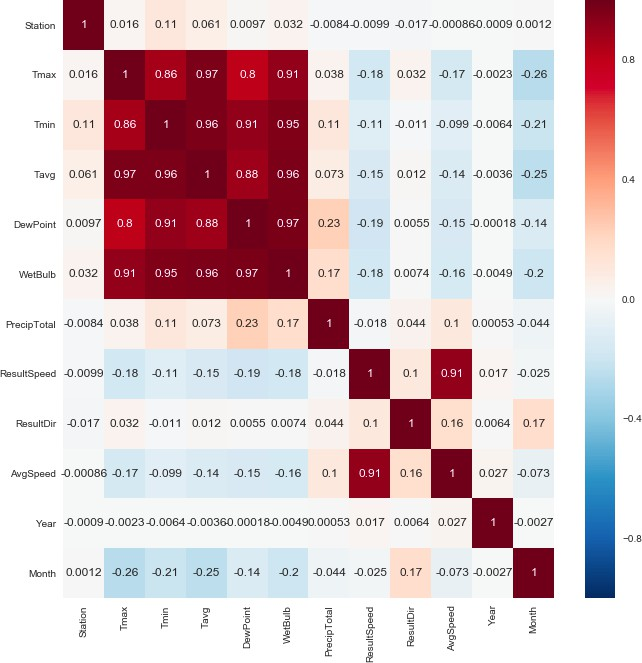 Station 1 0.016 0.11 0.061 0.0097 0.032 -0.0084 -0.0099 -0.017 -0.00086 -0.0009 0.0012
0.8
Tmax 0.016 1 0.86 0.97 0.8 0.91 0.038 -0.18 0.032 -0.17 -0.0023 -0.26
Tmin 0.11 0.86 1 0.96 0.91 0.95 0.11 -0.11 -0.011 -0.099 -0.0064 -0.21
Tavg 0.061 0.97 0.96 1 0.88 0.96 0.073 -0.15 0.012 -0.14 -0.0036 -0.25
0.4
DewPoint 0.0097 0.8 0.91 0.88 1 0.97 0.23 -0.19 0.0055 -0.15 -0.00018 -0.14
WetBulb 0.032 0.91 0.95 0.96 0.97 1 0.17 -0.18 0.0074 -0.16 -0.0049 -0.2
0.0
PrecipTotal -0.0084 0.038 0.11 0.073 0.23 0.17 1 -0.018 0.044 0.1 0.00053 -0.044
ResultSpeed -0.0099 -0.18 -0.11 -0.15 -0.19 -0.18 -0.018 1 0.1 0.91 0.017 -0.025
−0.4
ResultDir -0.017 0.032 -0.011 0.012 0.0055 0.0074 0.044 0.1 1 0.16 0.0064 0.17
AvgSpeed -0.00086 -0.17 -0.099 -0.14 -0.15 -0.16 0.1 0.91 0.16 1 0.027 -0.073
Year -0.0009 -0.0023 -0.0064 -0.0036 -0.00018 -0.0049 0.00053 0.017 0.0064 0.027 1 -0.0027
−0.8
Month 0.0012 -0.26 -0.21 -0.25 -0.14 -0.2 -0.044 -0.025 0.17 -0.073 -0.0027 1
Station Tmax Tmin Tavg DewPoint WetBulb PrecipTotal ResultSpeed ResultDir AvgSpeed Year Month